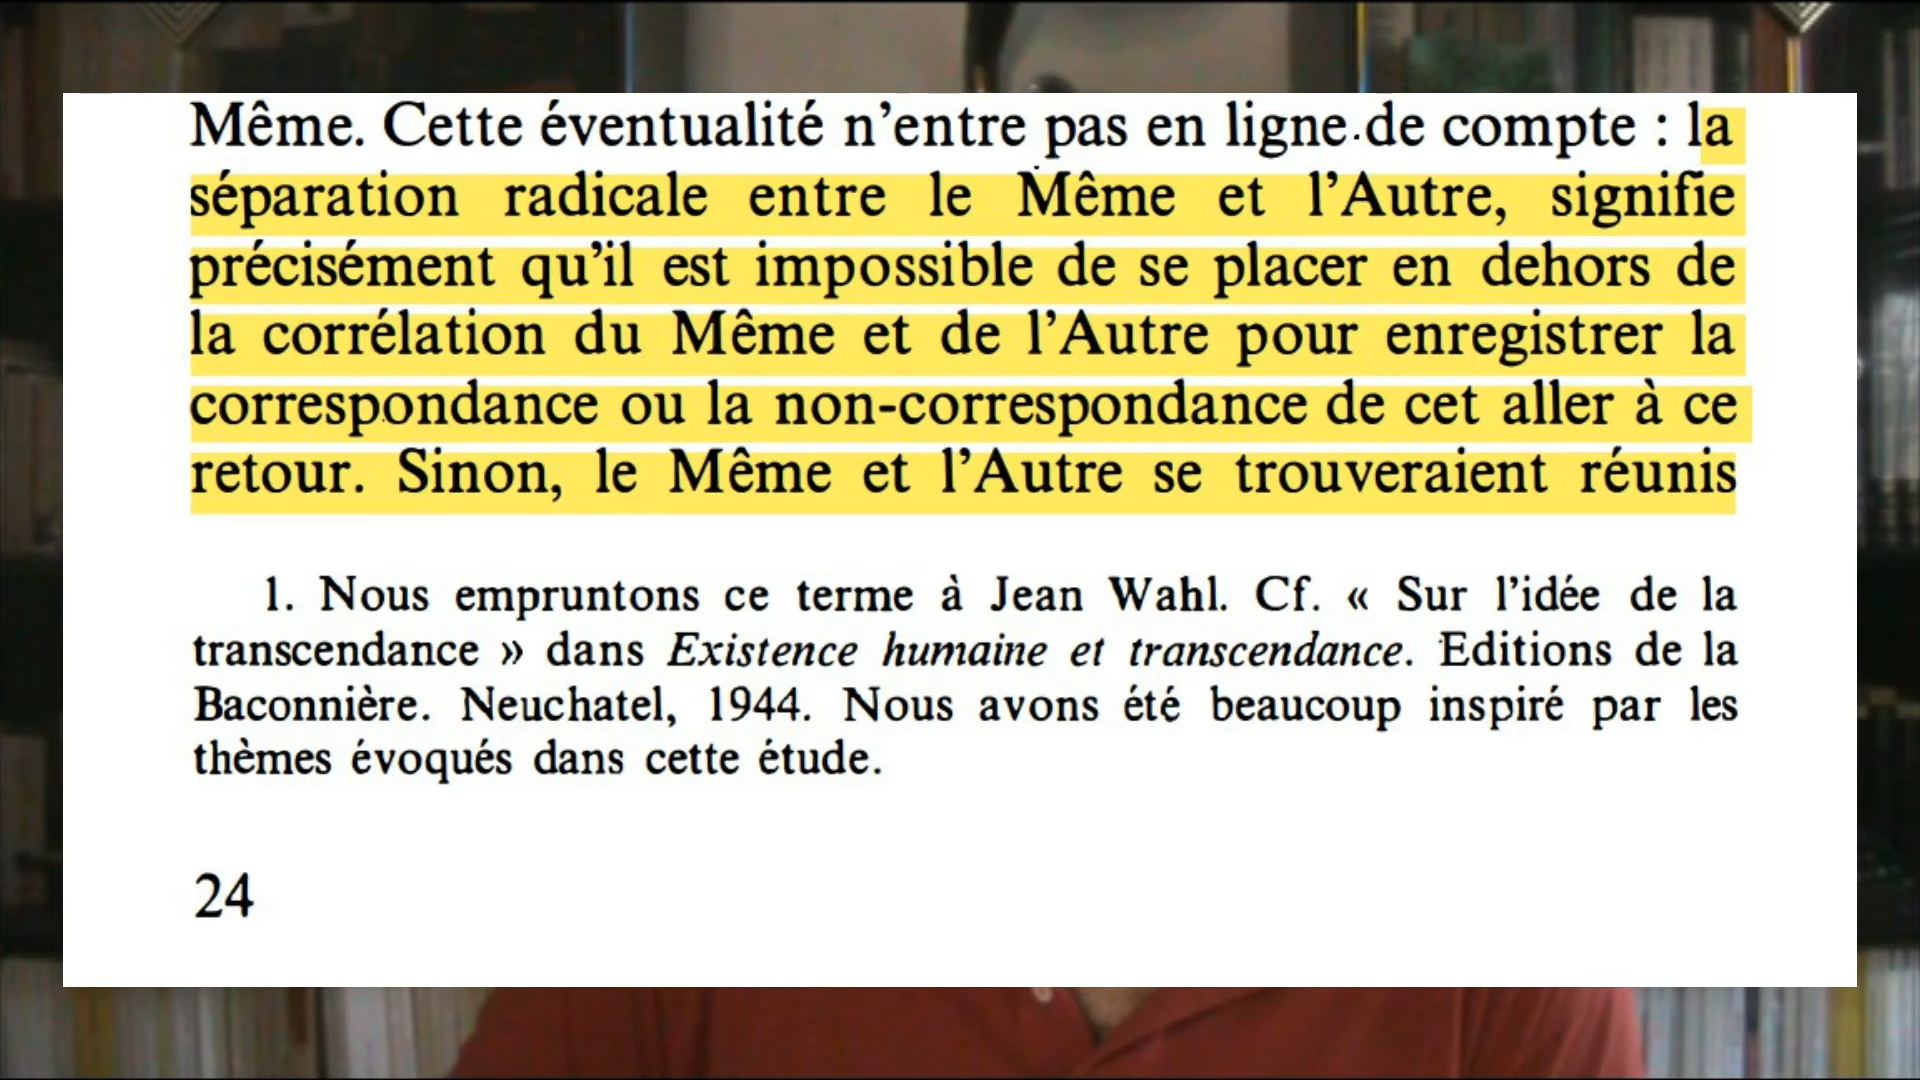 Même. Cette éventualité n'entre pas en ligne de compte : la
séparation radicale entre le Même et l'Autre, signifie
précisément qu'il est impossible de se placer en dehors de
la corrélation du Même et de l'Autre pour enregistrer la
correspondance ou la non-correspondance de cet aller à ce
retour. Sinon, le Même et l'Autre se trouveraient réunis
1. Nous empruntons ce terme à Jean Wahl. Cf. « Sur l'idée de la
transcendance » dans Existence humaine et transcendance. Editions de la
Baconnière. Neuchatel, 1944. Nous avons été beaucoup inspiré par les
thèmes évoqués dans cette étude.
24